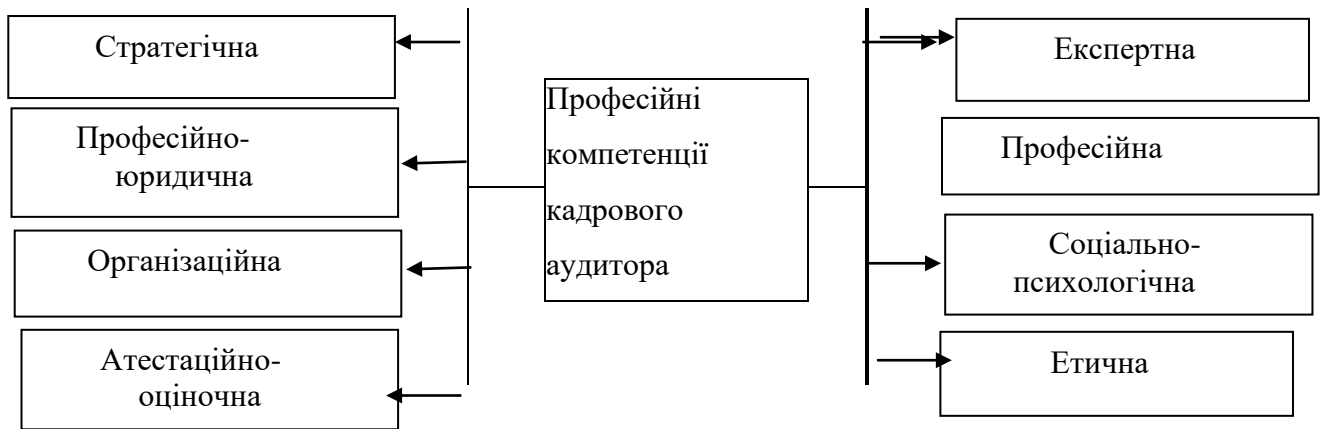 Стратегічна
Професійно-
юридична
Організаційна
Атестаційно-
оціночна
Професійні
компетенції
кадрового
аудитора
Експертна
Професійна
Соціально-
психологічна
Етична